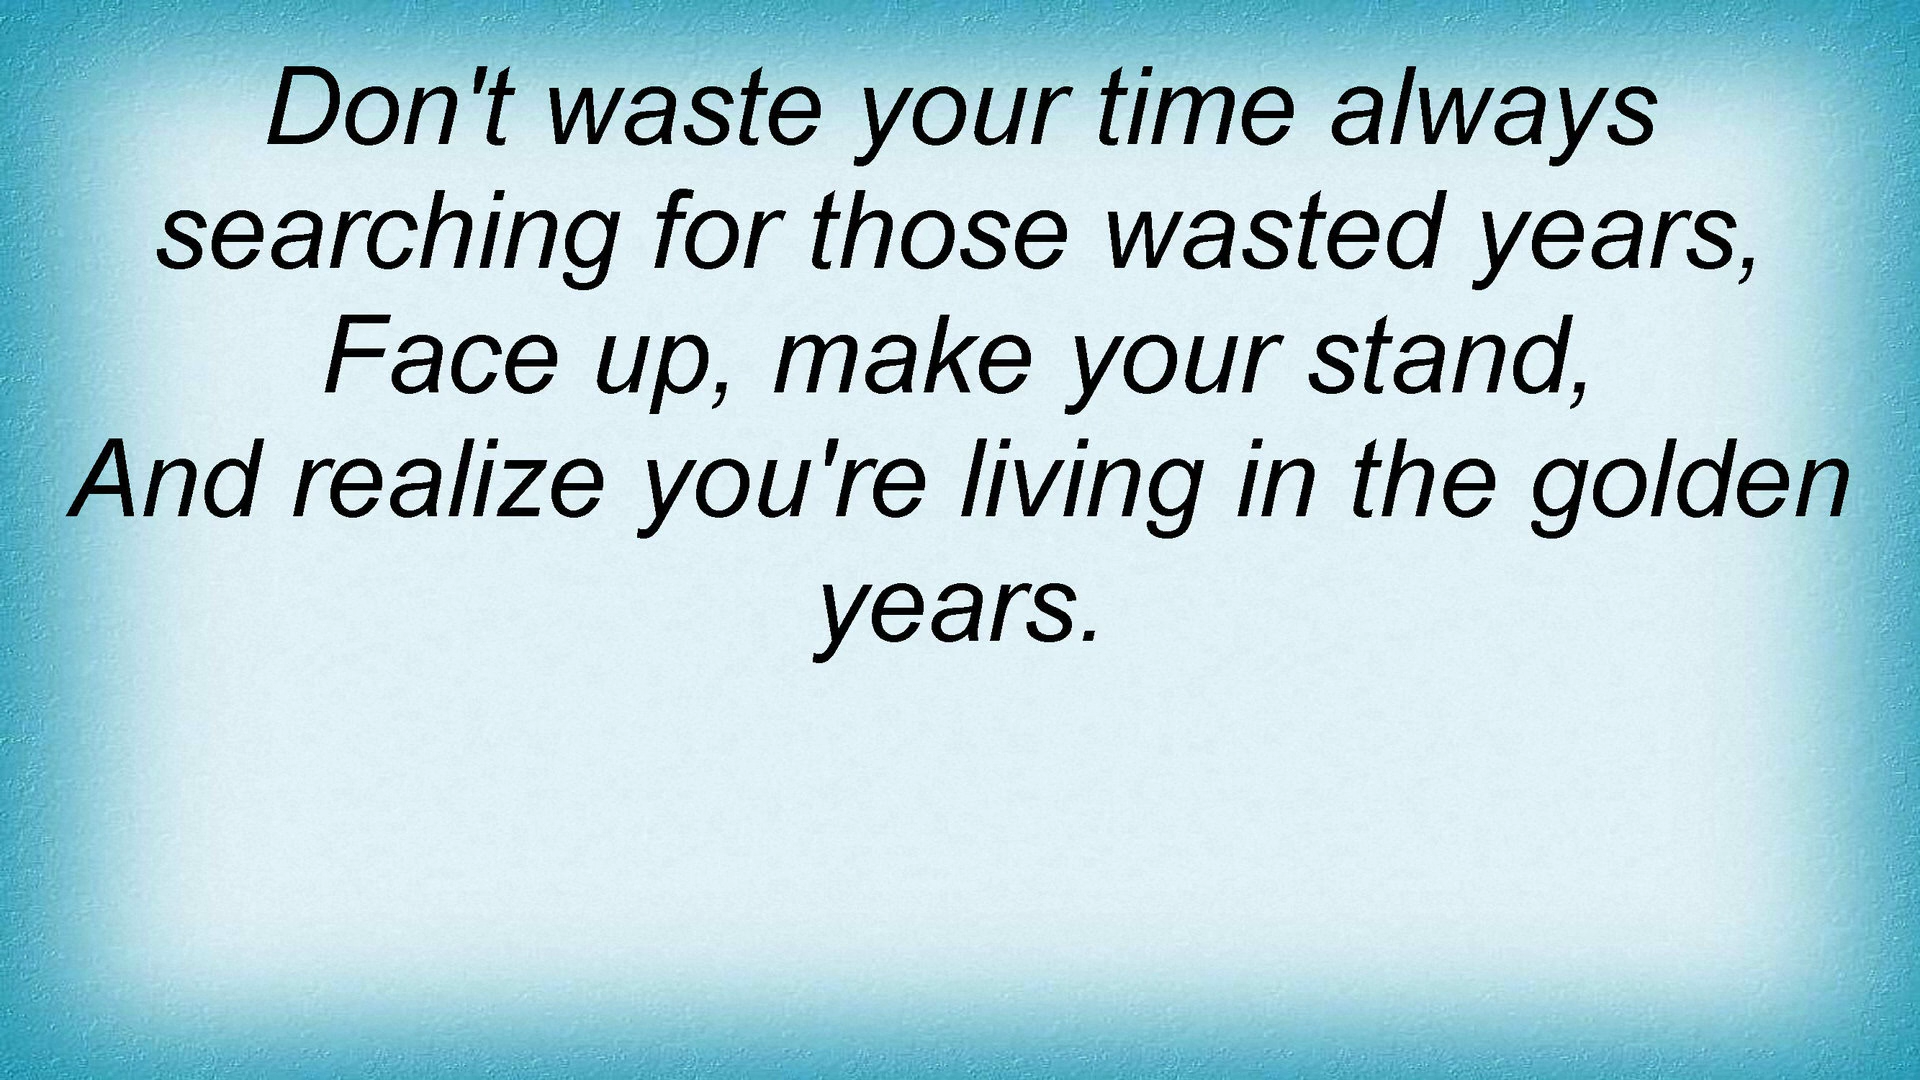 Don't waste your time always
searching for those wasted years,
Face up, make your stand,
And realize you're living in the golden
years.